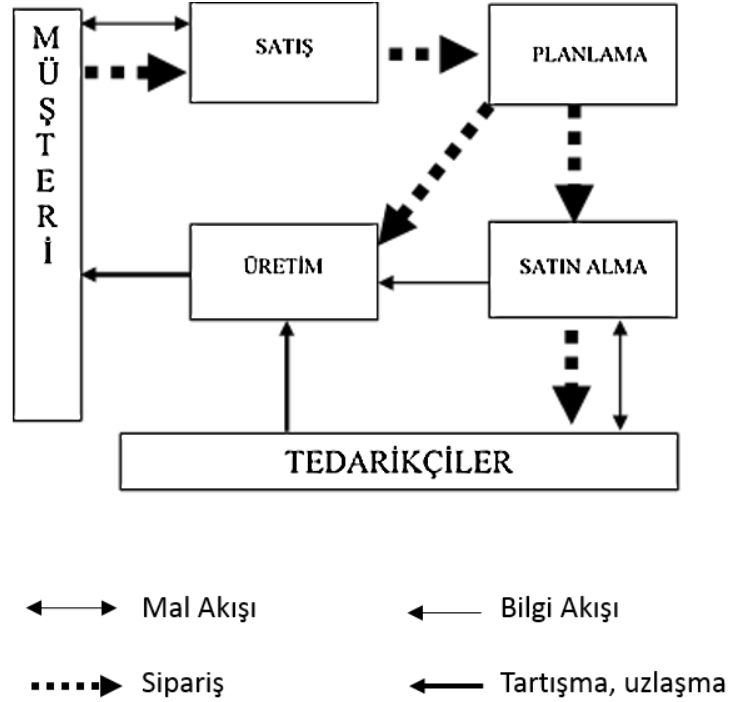 MÜŞTERİ
SATIŞ
PLANLAMA
ÜRETİM
SATIN ALMA
TEDARİKÇİLER
Mal Akışı
Bilgi Akışı
Sipariş
Tartışma, uzlaşma